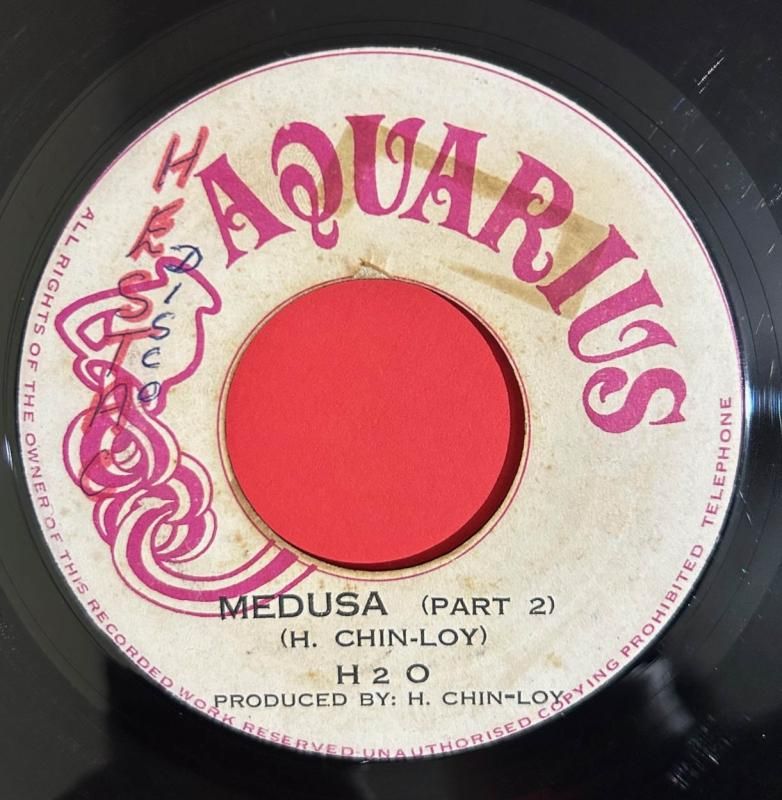 AQUARIUS
HESTAC
DISCO
MEDUSA (PART 2)
(H. CHIN-LOY)
H 2 O
PRODUCED BY: H. CHIN-LOY
ALL RIGHTS OF THE OWNER OF THIS RECORDED WORK RESERVED-UNAUTHORISED COPYING PROHIBITED TELEPHONE